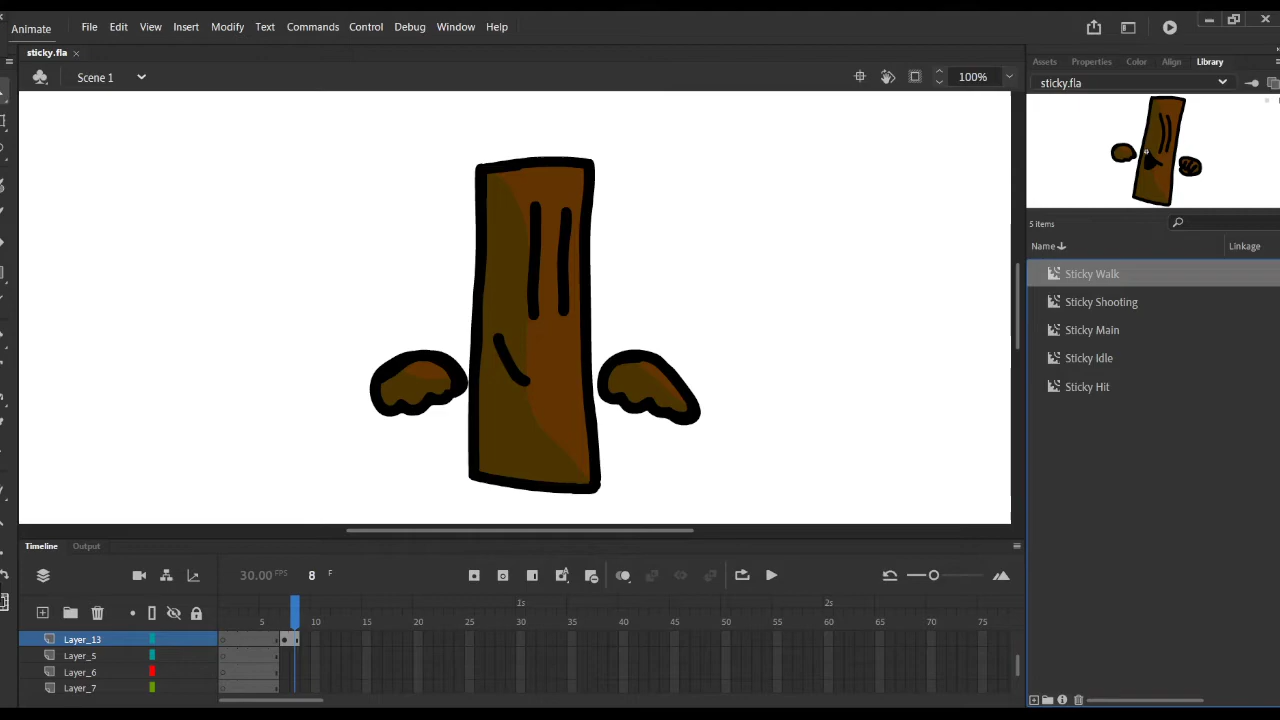 Animate File Edit View Insert Modify Text Commands Control Debug Window Help
sticky.fla
Scene 1 100%
Assets Properties Color Align Library
sticky.fla
5 items
Name Linkage
Sticky Walk
Sticky Shooting
Sticky Main
Sticky Idle
Sticky Hit
Timeline Output
30.00 FPS 8 F
1s 2s
5 10 15 20 25 30 35 40 45 50 55 60 65 70 75
Layer_13
Layer_5
Layer_6
Layer_7